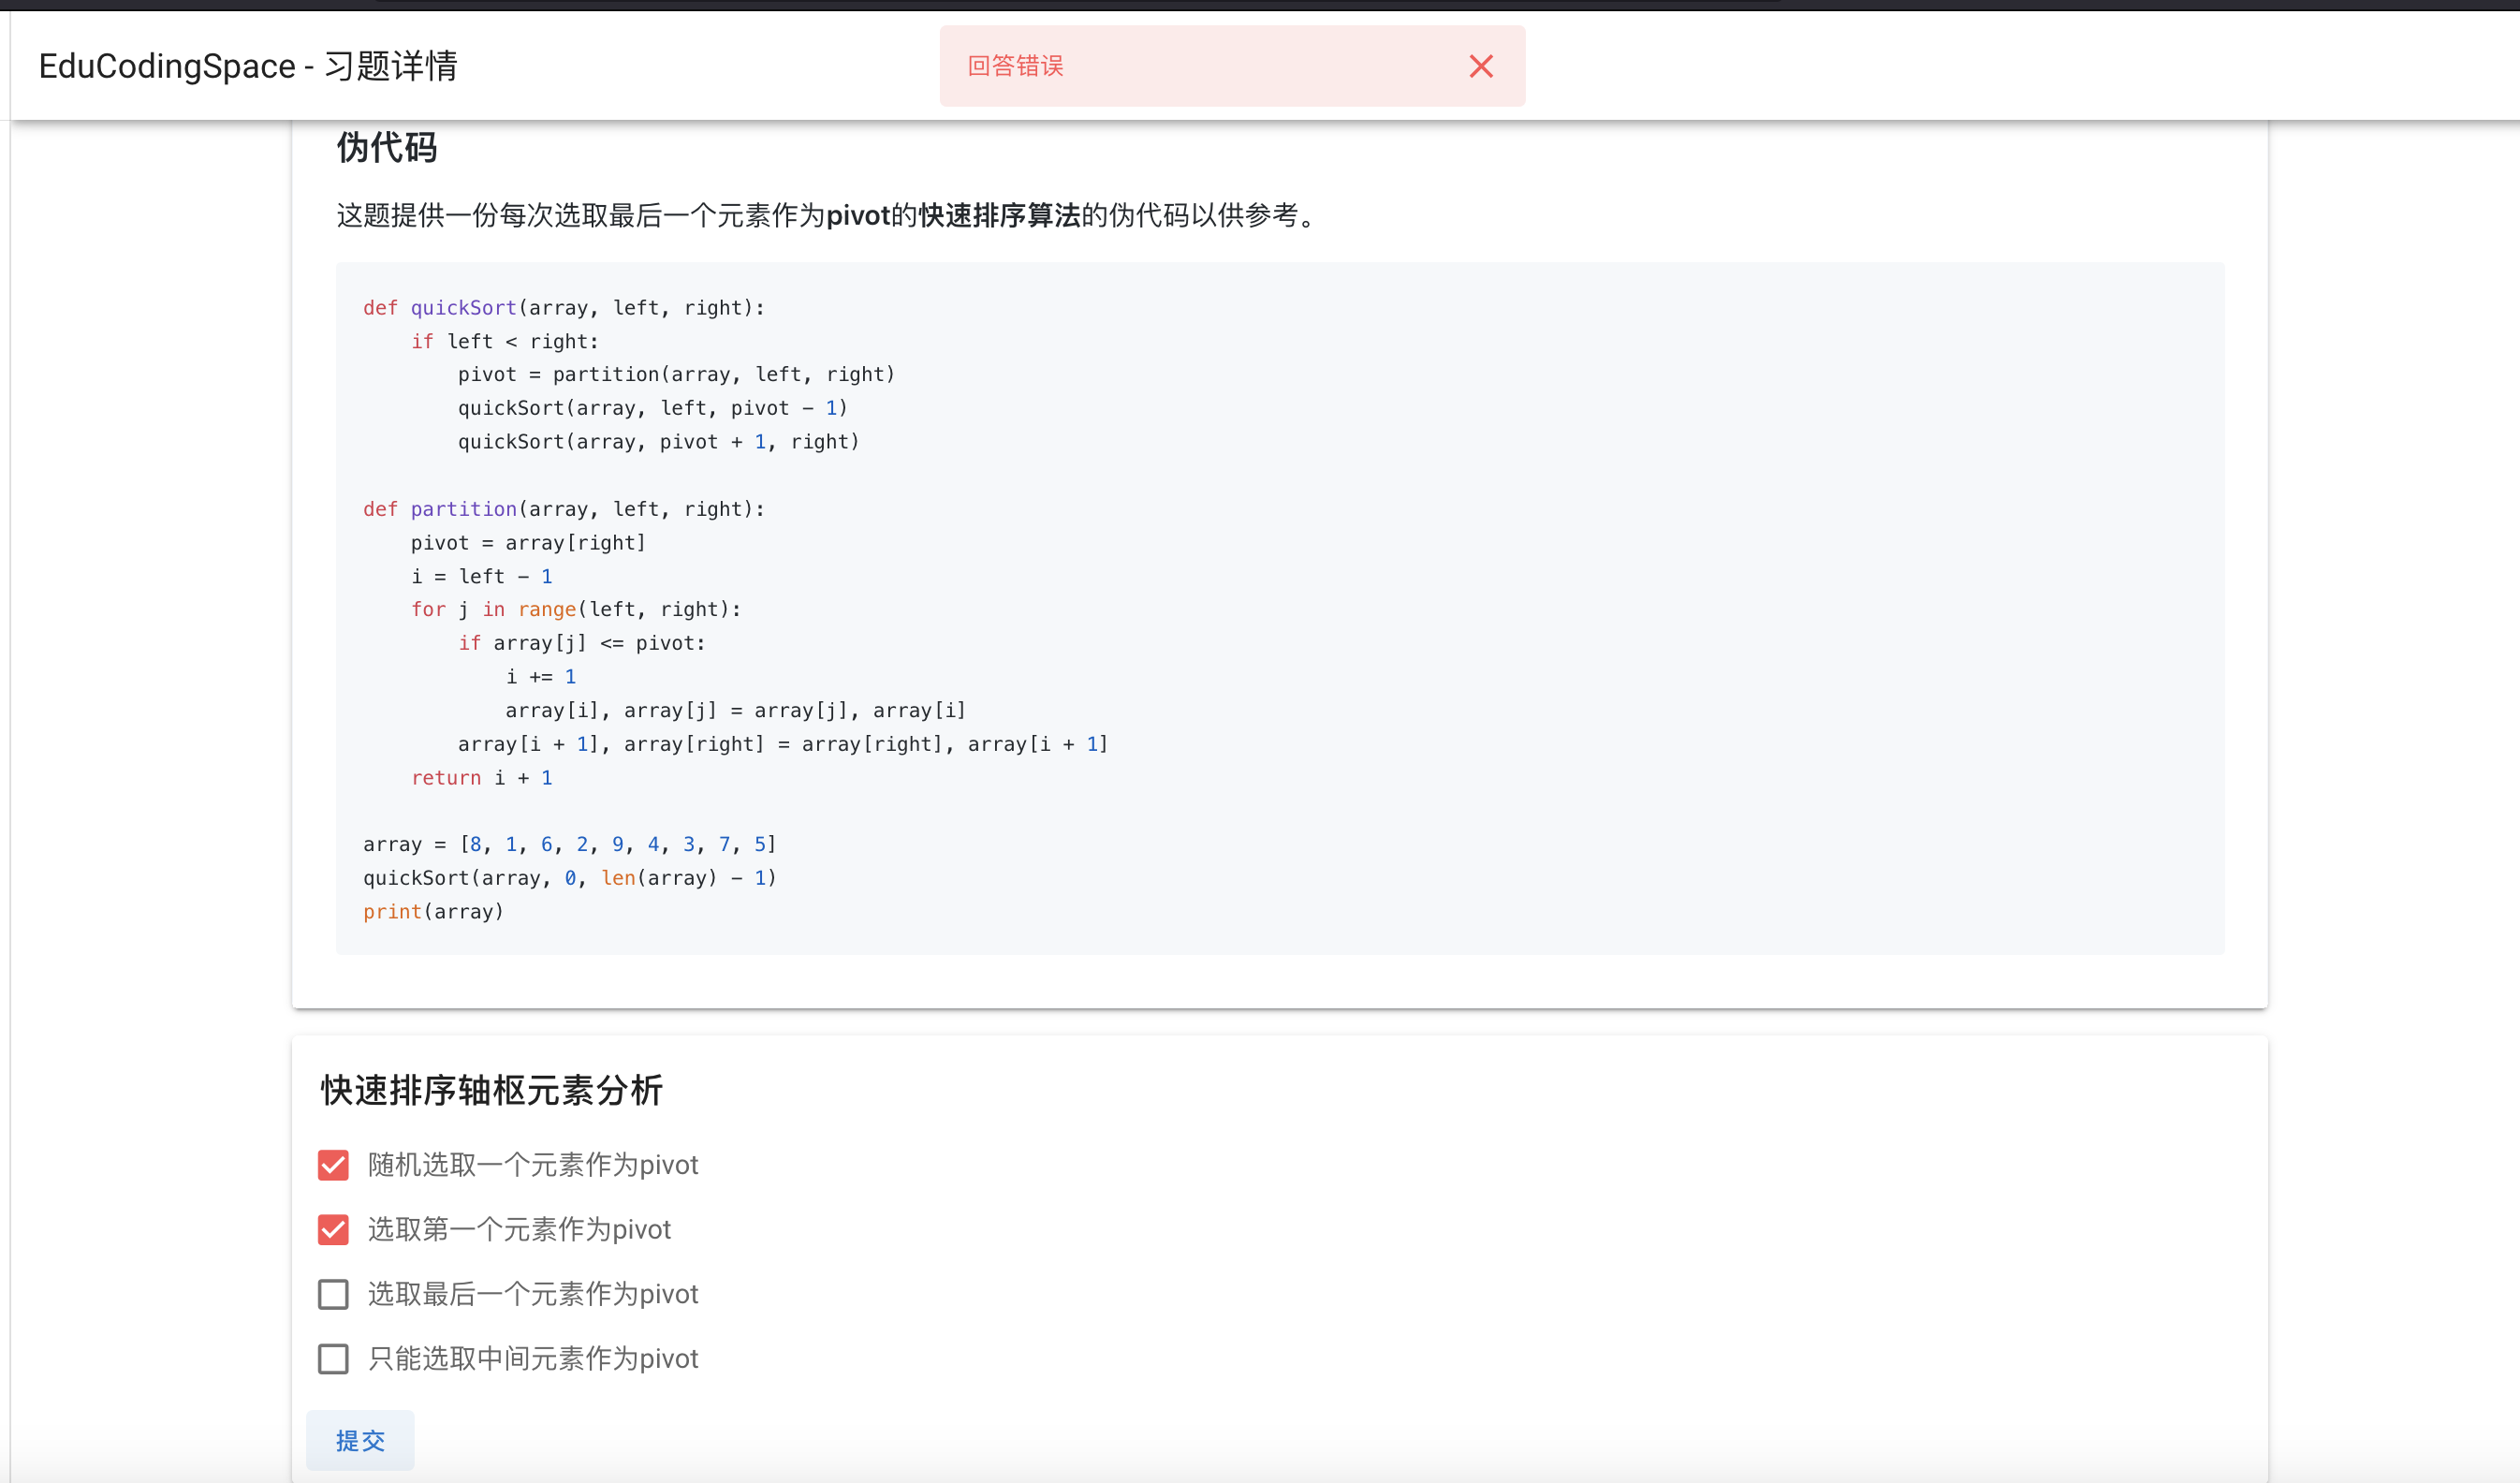 EduCodingSpace - 习题详情
回答错误
伪代码
这题提供一份每次选取最后一个元素作为pivot的快速排序算法的伪代码以供参考。
def quickSort(array, left, right):
    if left < right:
        pivot = partition(array, left, right)
        quickSort(array, left, pivot - 1)
        quickSort(array, pivot + 1, right)
def partition(array, left, right):
    pivot = array[right]
    i = left - 1
    for j in range(left, right):
        if array[j] <= pivot:
            i += 1
            array[i], array[j] = array[j], array[i]
        array[i + 1], array[right] = array[right], array[i + 1]
    return i + 1
array = [8, 1, 6, 2, 9, 4, 3, 7, 5]
quickSort(array, 0, len(array) - 1)
print(array)
快速排序轴枢元素分析
随机选取一个元素作为pivot
选取第一个元素作为pivot
选取最后一个元素作为pivot
只能选取中间元素作为pivot
提交